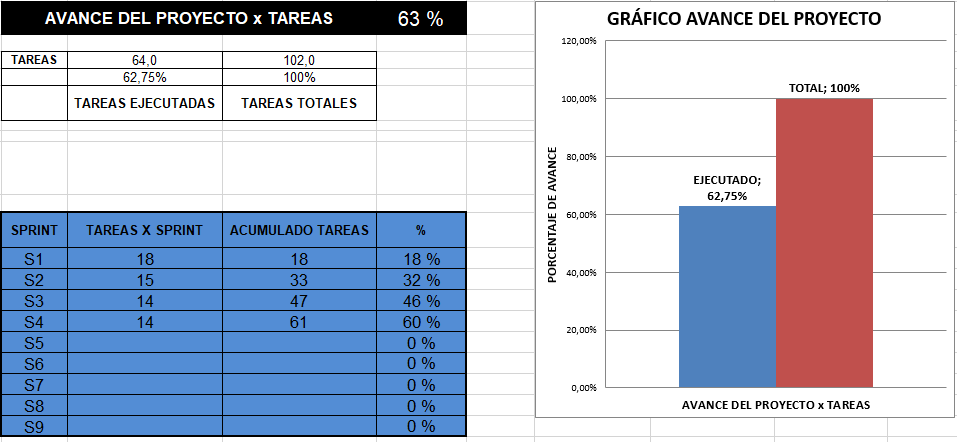 AVANCE DEL PROYECTO x TAREAS 63 %
TAREAS 64,0 102,0
62,75% 100%
TAREAS EJECUTADAS TAREAS TOTALES
SPRINT TAREAS X SPRINT ACUMULADO TAREAS %
S1 18 18 18 %
S2 15 33 32 %
S3 14 47 46 %
S4 14 61 60 %
S5 0 %
S6 0 %
S7 0 %
S8 0 %
S9 0 %
GRÁFICO AVANCE DEL PROYECTO
PORCENTAJE DE AVANCE
120,00%
100,00%
80,00%
60,00%
40,00%
20,00%
0,00%
TOTAL; 100%
EJECUTADO;
62,75%
AVANCE DEL PROYECTO x TAREAS